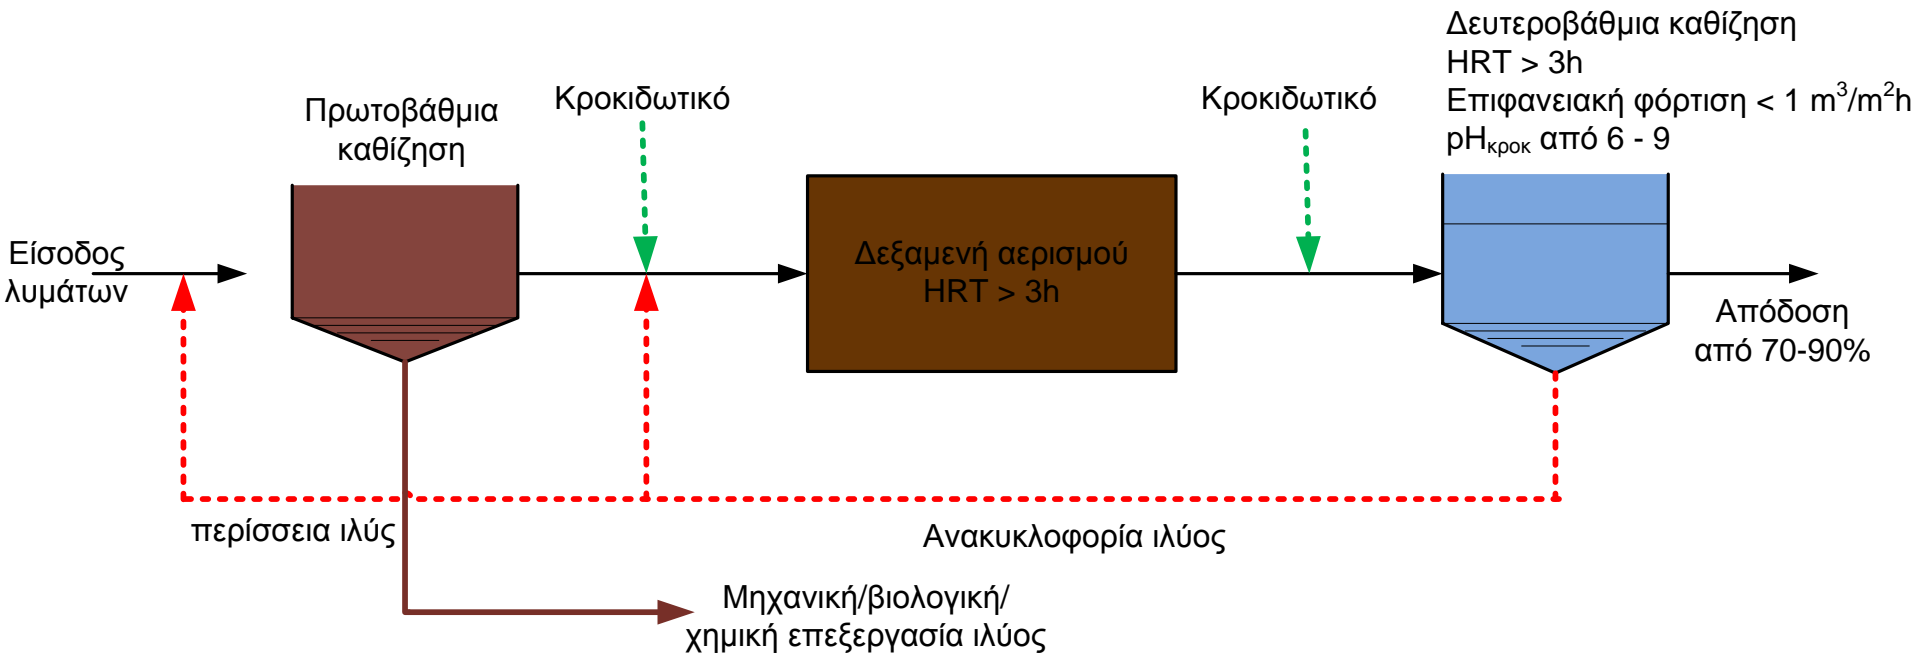 Δευτεροβάθμια καθίζηση
HRT > 3h
Επιφανειακή φόρτιση < 1 m³/m²h
pHκροκ από 6 - 9
Πρωτοβάθμια
καθίζηση
Κροκιδωτικό
Κροκιδωτικό
Είσοδος
λυμάτων
Δεξαμενή αερισμού
HRT > 3h
Απόδοση
από 70-90%
περίσσεια ιλύς
Ανακυκλοφορία ιλύος
Μηχανική/βιολογική/
χημική επεξεργασία ιλύος